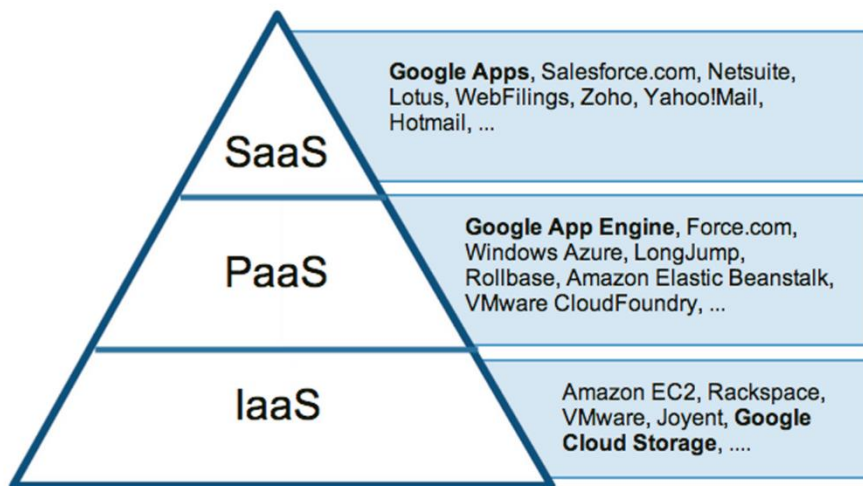 SaaS
Google Apps, Salesforce.com, Netsuite,
Lotus, WebFilings, Zoho, Yahoo!Mail,
Hotmail, ...
PaaS
Google App Engine, Force.com,
Windows Azure, LongJump,
Rollbase, Amazon Elastic Beanstalk,
VMware CloudFoundry, ...
IaaS
Amazon EC2, Rackspace,
VMware, Joyent, Google
Cloud Storage, ....